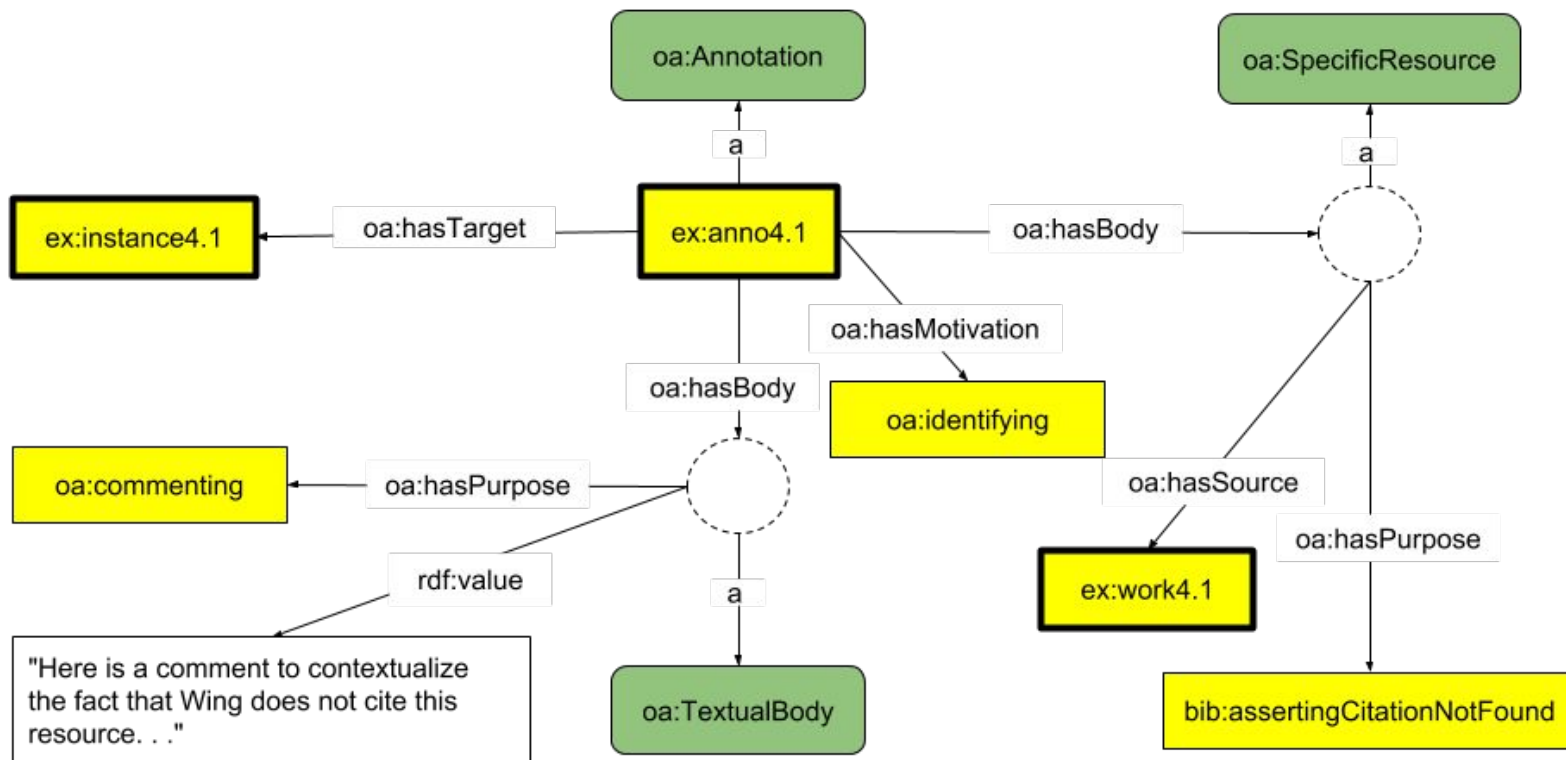 oa:Annotation
oa:SpecificResource
a
a
ex:instance4.1
oa:hasTarget
ex:anno4.1
oa:hasBody
oa:hasMotivation
oa:hasBody
oa:identifying
oa:commenting
oa:hasPurpose
oa:hasSource
oa:hasPurpose
rdf:value
a
ex:work4.1
"Here is a comment to contextualize
the fact that Wing does not cite this
resource. . ."
oa:TextualBody
bib:assertingCitationNotFound